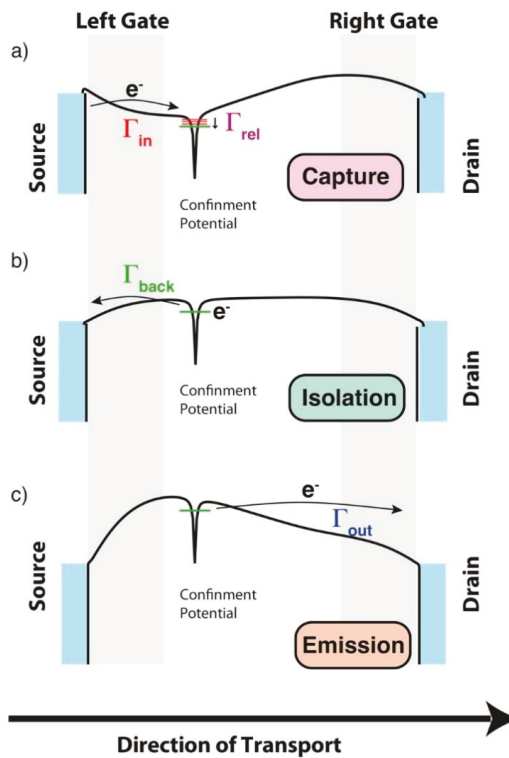 Left Gate
Right Gate
a)
e-
Γin
Γrel
Source
Confinment
Potential
Capture
Drain
b)
Γback
e-
Source
Confinment
Potential
Isolation
Drain
c)
e-
Γout
Source
Confinment
Potential
Emission
Drain
Direction of Transport